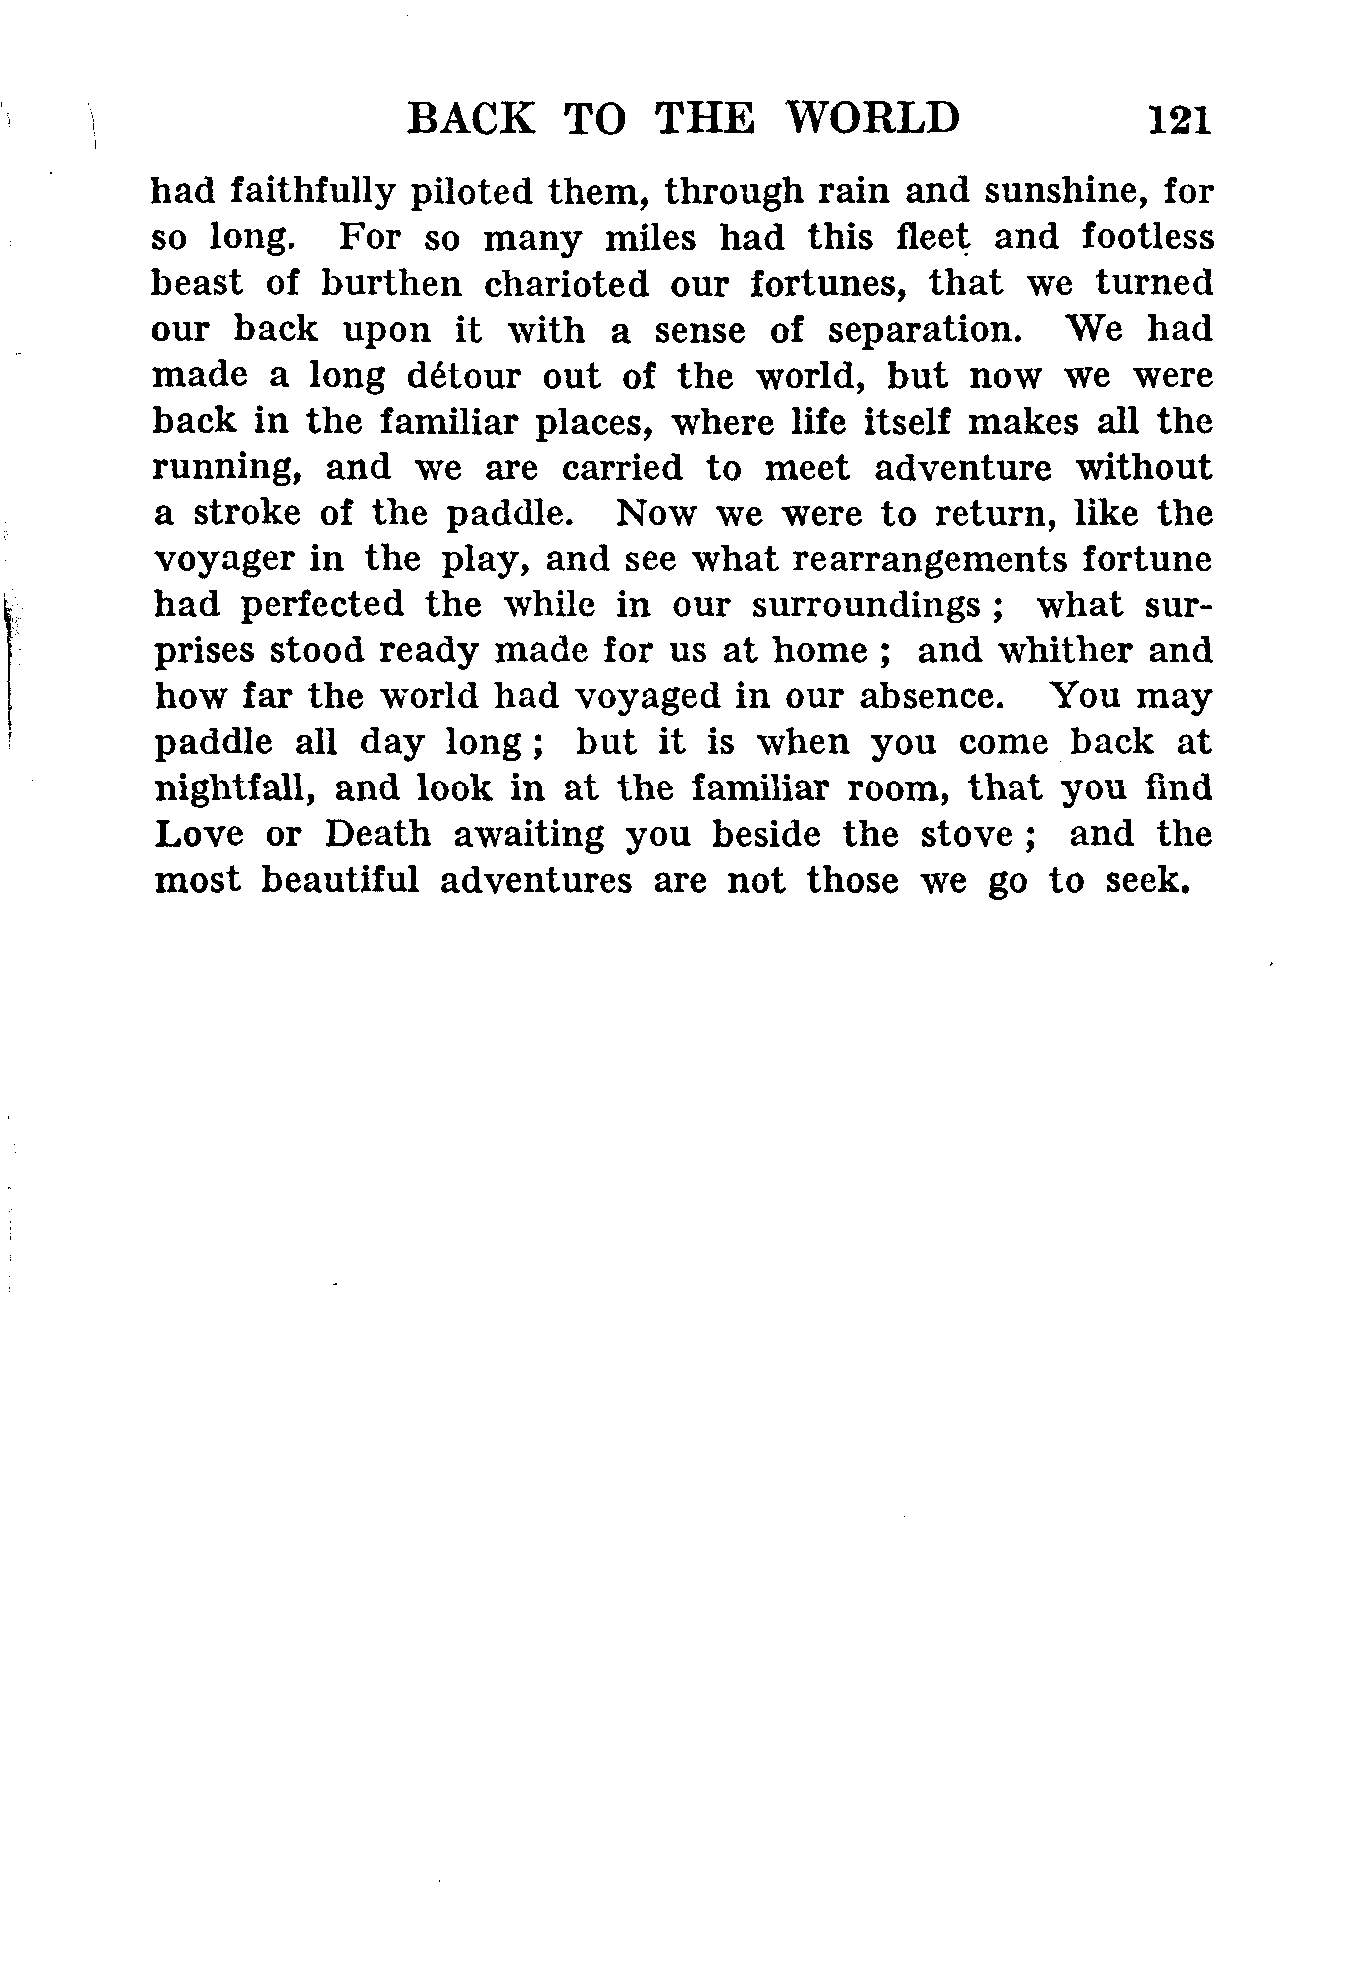 BACK TO THE WORLD 121
had faithfully piloted them, through rain and sunshine, for
so long. For so many miles had this fleet and footless
beast of burthen charioted our fortunes, that we turned
our back upon it with a sense of separation. We had
made a long détour out of the world, but now we were
back in the familiar places, where life itself makes all the
running, and we are carried to meet adventure without
a stroke of the paddle. Now we were to return, like the
voyager in the play, and see what rearrangements fortune
had perfected the while in our surroundings ; what sur-
prises stood ready made for us at home ; and whither and
how far the world had voyaged in our absence. You may
paddle all day long ; but it is when you come back at
nightfall, and look in at the familiar room, that you find
Love or Death awaiting you beside the stove ; and the
most beautiful adventures are not those we go to seek.